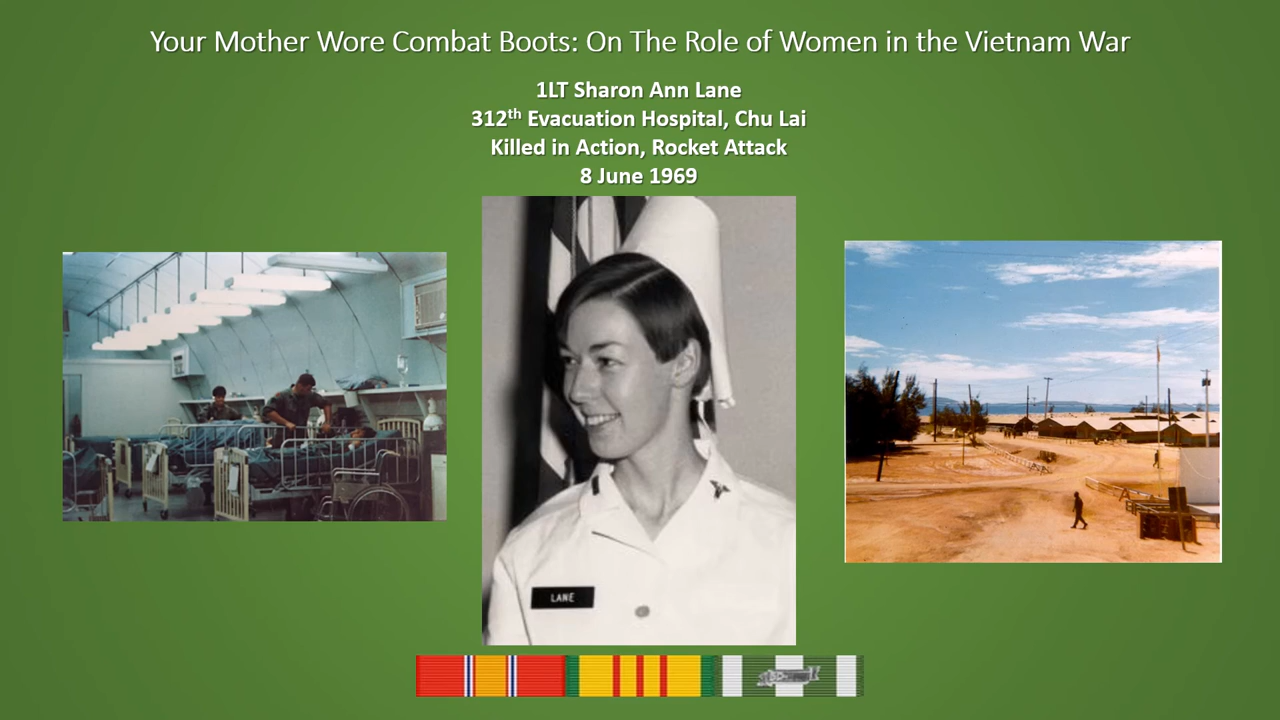 Your Mother Wore Combat Boots: On The Role of Women in the Vietnam War
1LT Sharon Ann Lane
312th Evacuation Hospital, Chu Lai
Killed in Action, Rocket Attack
8 June 1969
LANE